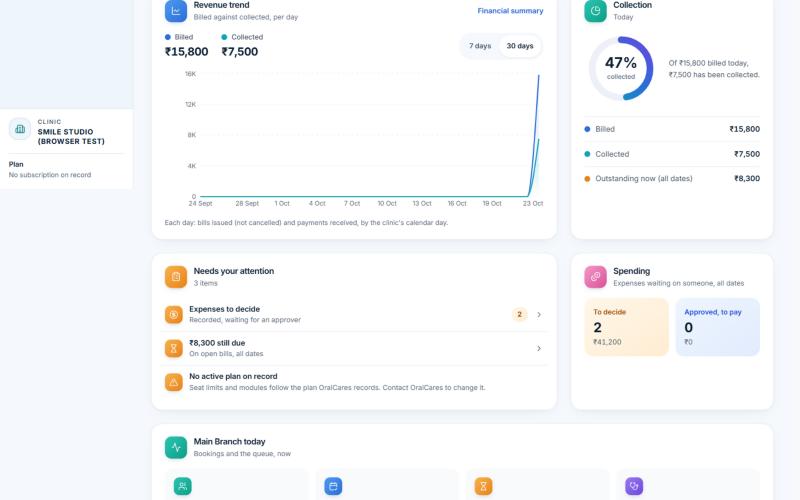 Revenue trend
Billed against collected, per day
Financial summary
Billed
Collected
₹15,800
₹7,500
7 days
30 days
16K
12K
8K
4K
0
24 Sept
28 Sept
1 Oct
4 Oct
7 Oct
10 Oct
13 Oct
16 Oct
19 Oct
23 Oct
Each day: bills issued (not cancelled) and payments received, by the clinic's calendar day.
Collection
Today
47%
collected
Of ₹15,800 billed today,
₹7,500 has been collected.
Billed
₹15,800
Collected
₹7,500
Outstanding now (all dates)
₹8,300
CLINIC
SMILE STUDIO
(BROWSER TEST)
Plan
No subscription on record
Needs your attention
3 items
Expenses to decide
Recorded, waiting for an approver
2
₹8,300 still due
On open bills, all dates
No active plan on record
Seat limits and modules follow the plan OralCares records. Contact OralCares to change it.
Spending
Expenses waiting on someone, all dates
To decide
2
₹41,200
Approved, to pay
0
₹0
Main Branch today
Bookings and the queue, now